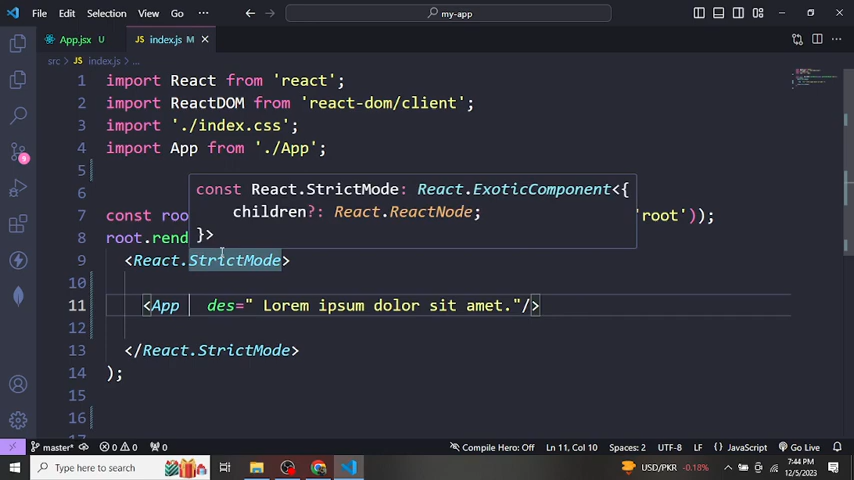 File Edit Selection View Go ··· my-app
App.jsx U JS index.js M ×
src > JS index.js > ...
1 import React from 'react';
2 import ReactDOM from 'react-dom/client';
3 import './index.css';
4 import App from './App';
5
6
const React.StrictMode: React.ExoticComponent<{
children?: React.ReactNode;
}>
7 const roo 'root'));
8 root.rend
9 <React.StrictMode>
10
11 <App des=" Lorem ipsum dolor sit amet."/>
12
13 </React.StrictMode>
14 );
15
16
9
master* 0 0 0 Compile Hero: Off Ln 11, Col 10 Spaces: 2 UTF-8 LF {} JavaScript Go Live
Type here to search USD/PKR -0.18% 7:44 PM
12/5/2023